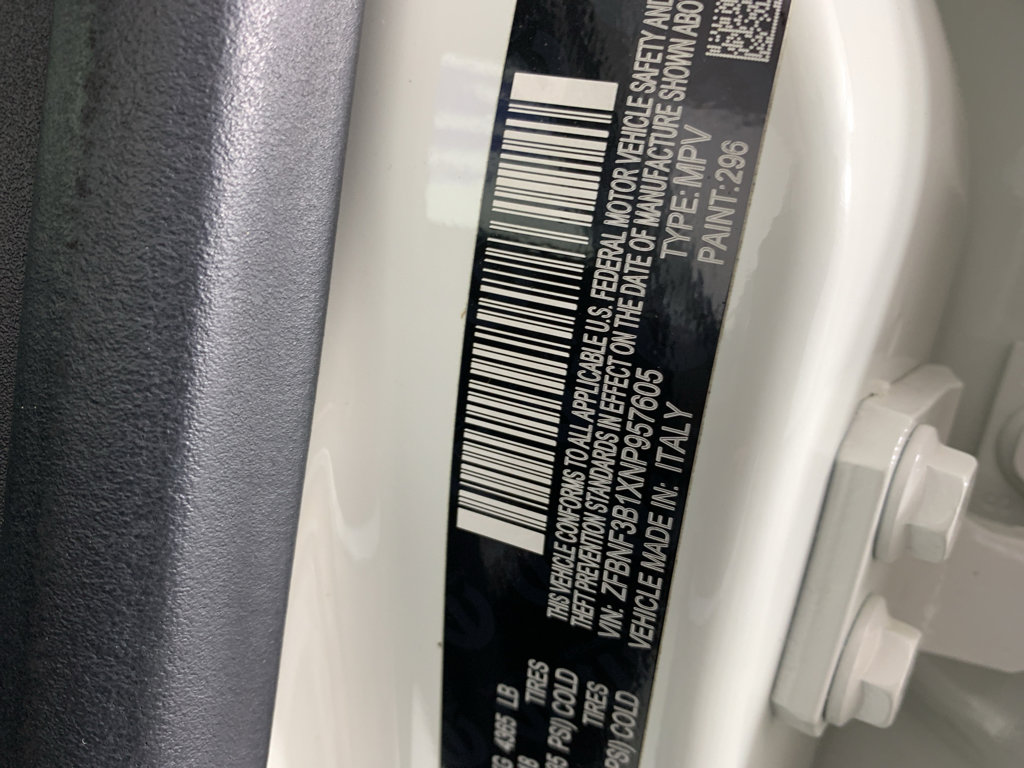 4965 LB
TIRES
PSI) COLD
TIRES
PSI) COLD
THIS VEHICLE CONFORMS TO ALL APPLICABLE U.S. FEDERAL MOTOR VEHICLE SAFETY AND
THEFT PREVENTION STANDARDS IN EFFECT ON THE DATE OF MANUFACTURE SHOWN ABO
VIN: ZFBNF3B1XNP957605 TYPE: MPV
VEHICLE MADE IN: ITALY PAINT: 296